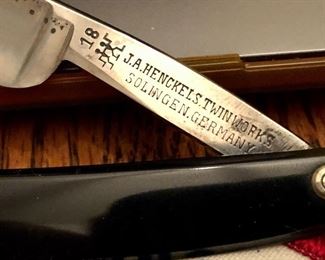 18
J.A.HENCKELS.TWINWORKS
SOLINGEN.GERMANY